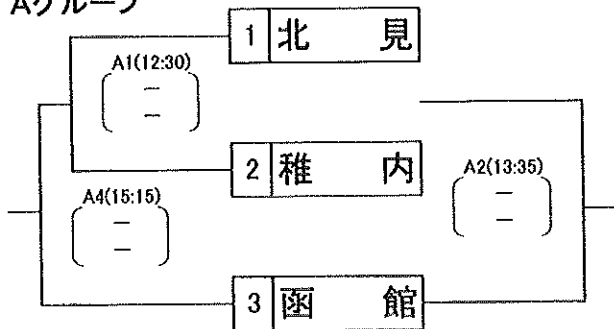 Aグループ
1 北 見
A1(12:30)
2 稚 内
A2(13:35)
A4(15:15)
3 函 館